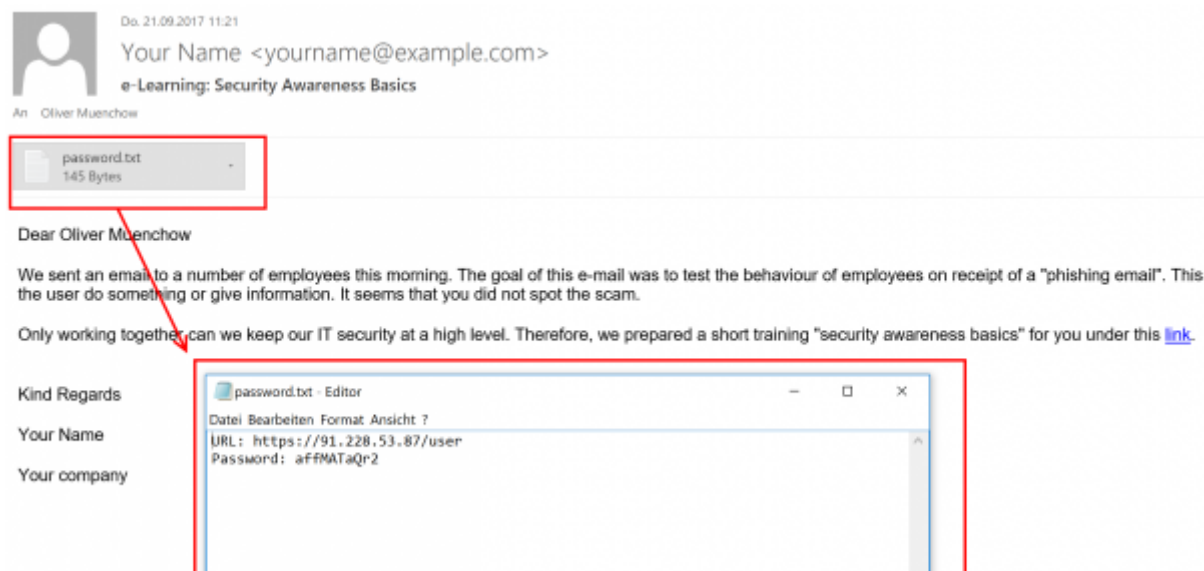 Do. 21.09.2017 11:21
Your Name <yourname@example.com>
e-Learning: Security Awareness Basics
An Oliver Muenchow
password.txt
145 Bytes
Dear Oliver Muenchow
We sent an email to a number of employees this morning. The goal of this e-mail was to test the behaviour of employees on receipt of a "phishing email". This
the user do something or give information. It seems that you did not spot the scam.
Only working together can we keep our IT security at a high level. Therefore, we prepared a short training "security awareness basics" for you under this link.
Kind Regards
Your Name
Your company
password.txt - Editor
Datei Bearbeiten Format Ansicht ?
URL: https://91.228.53.87/user
Password: affMATaQr2